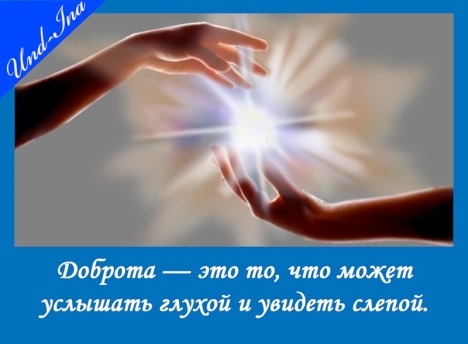 Und-Ina
Доброта — это то, что может
услышать глухой и увидеть слепой.